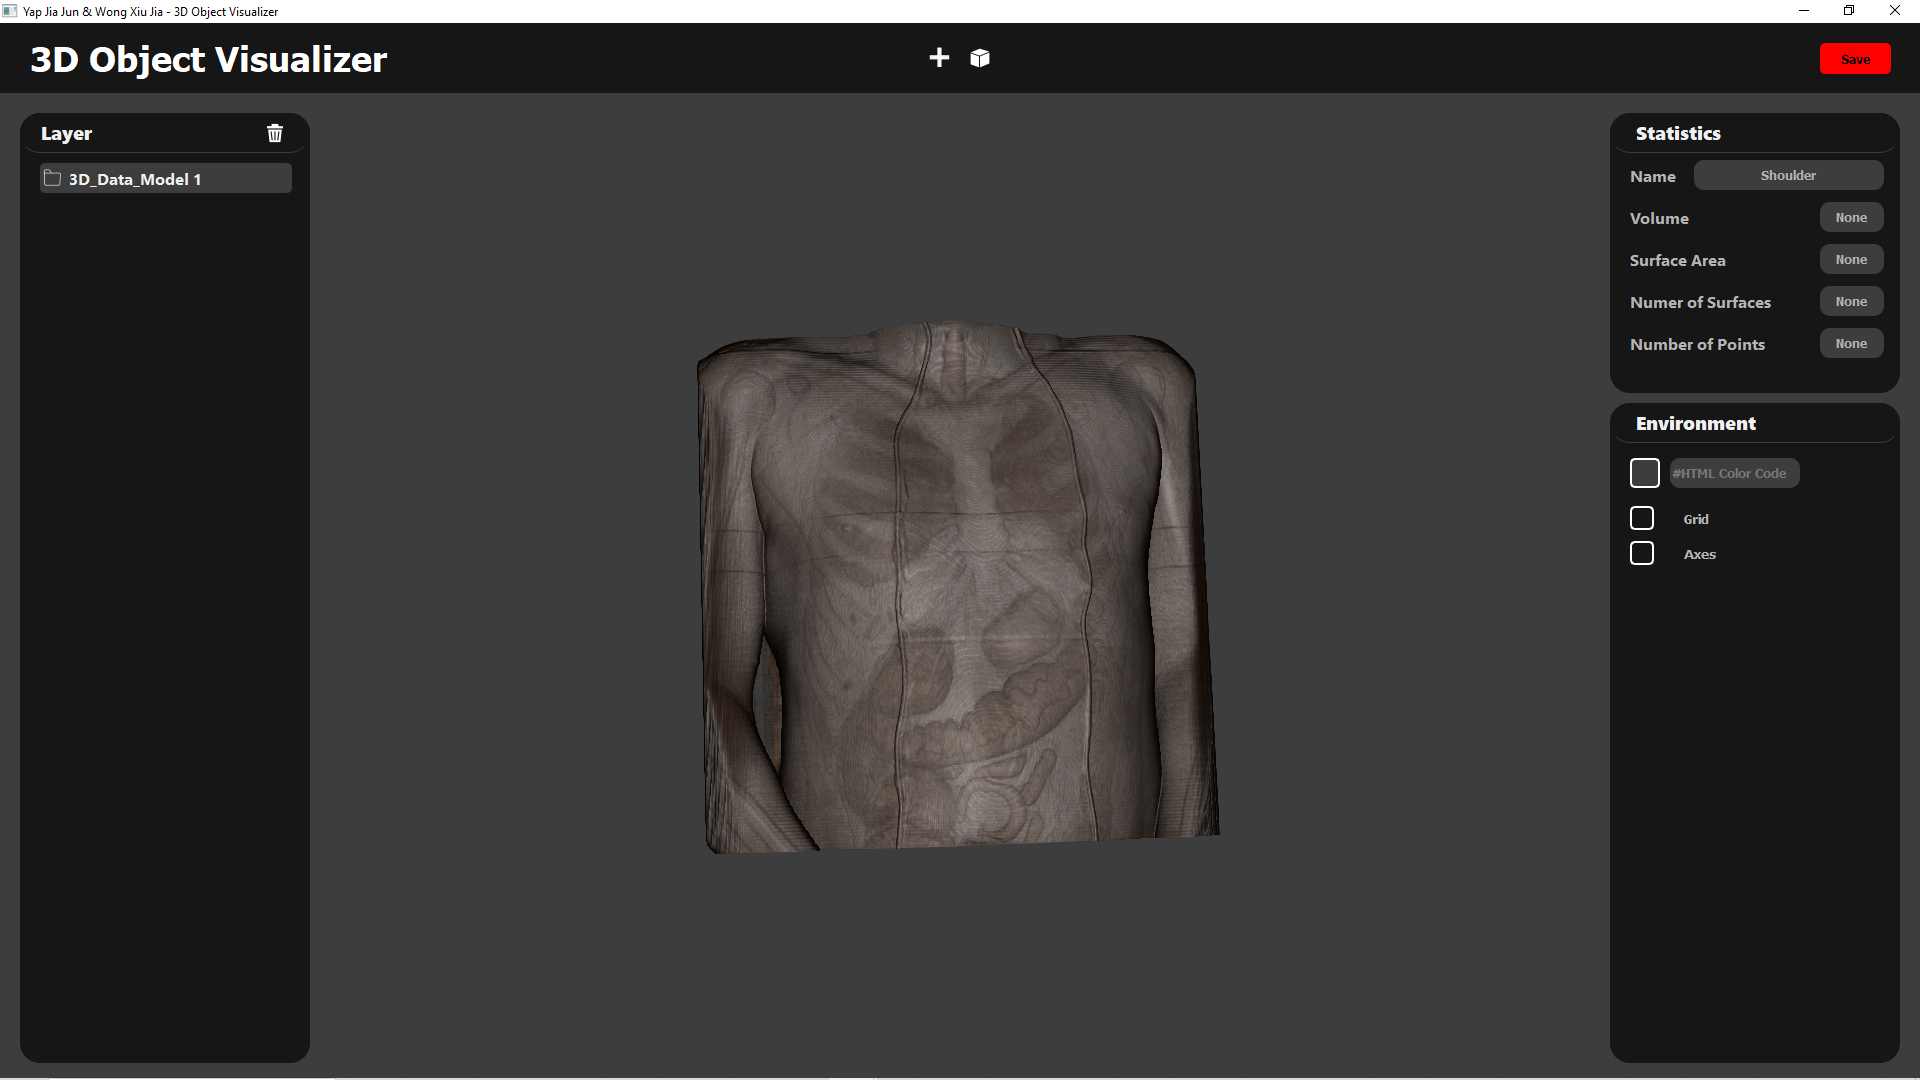 Yap Jia Jun & Wong Xiu Jia - 3D Object Visualizer
3D Object Visualizer
Save
Layer
3D_Data_Model 1
Statistics
Name
Shoulder
Volume
None
Surface Area
None
Numer of Surfaces
None
Number of Points
None
Environment
#HTML Color Code
Grid
Axes